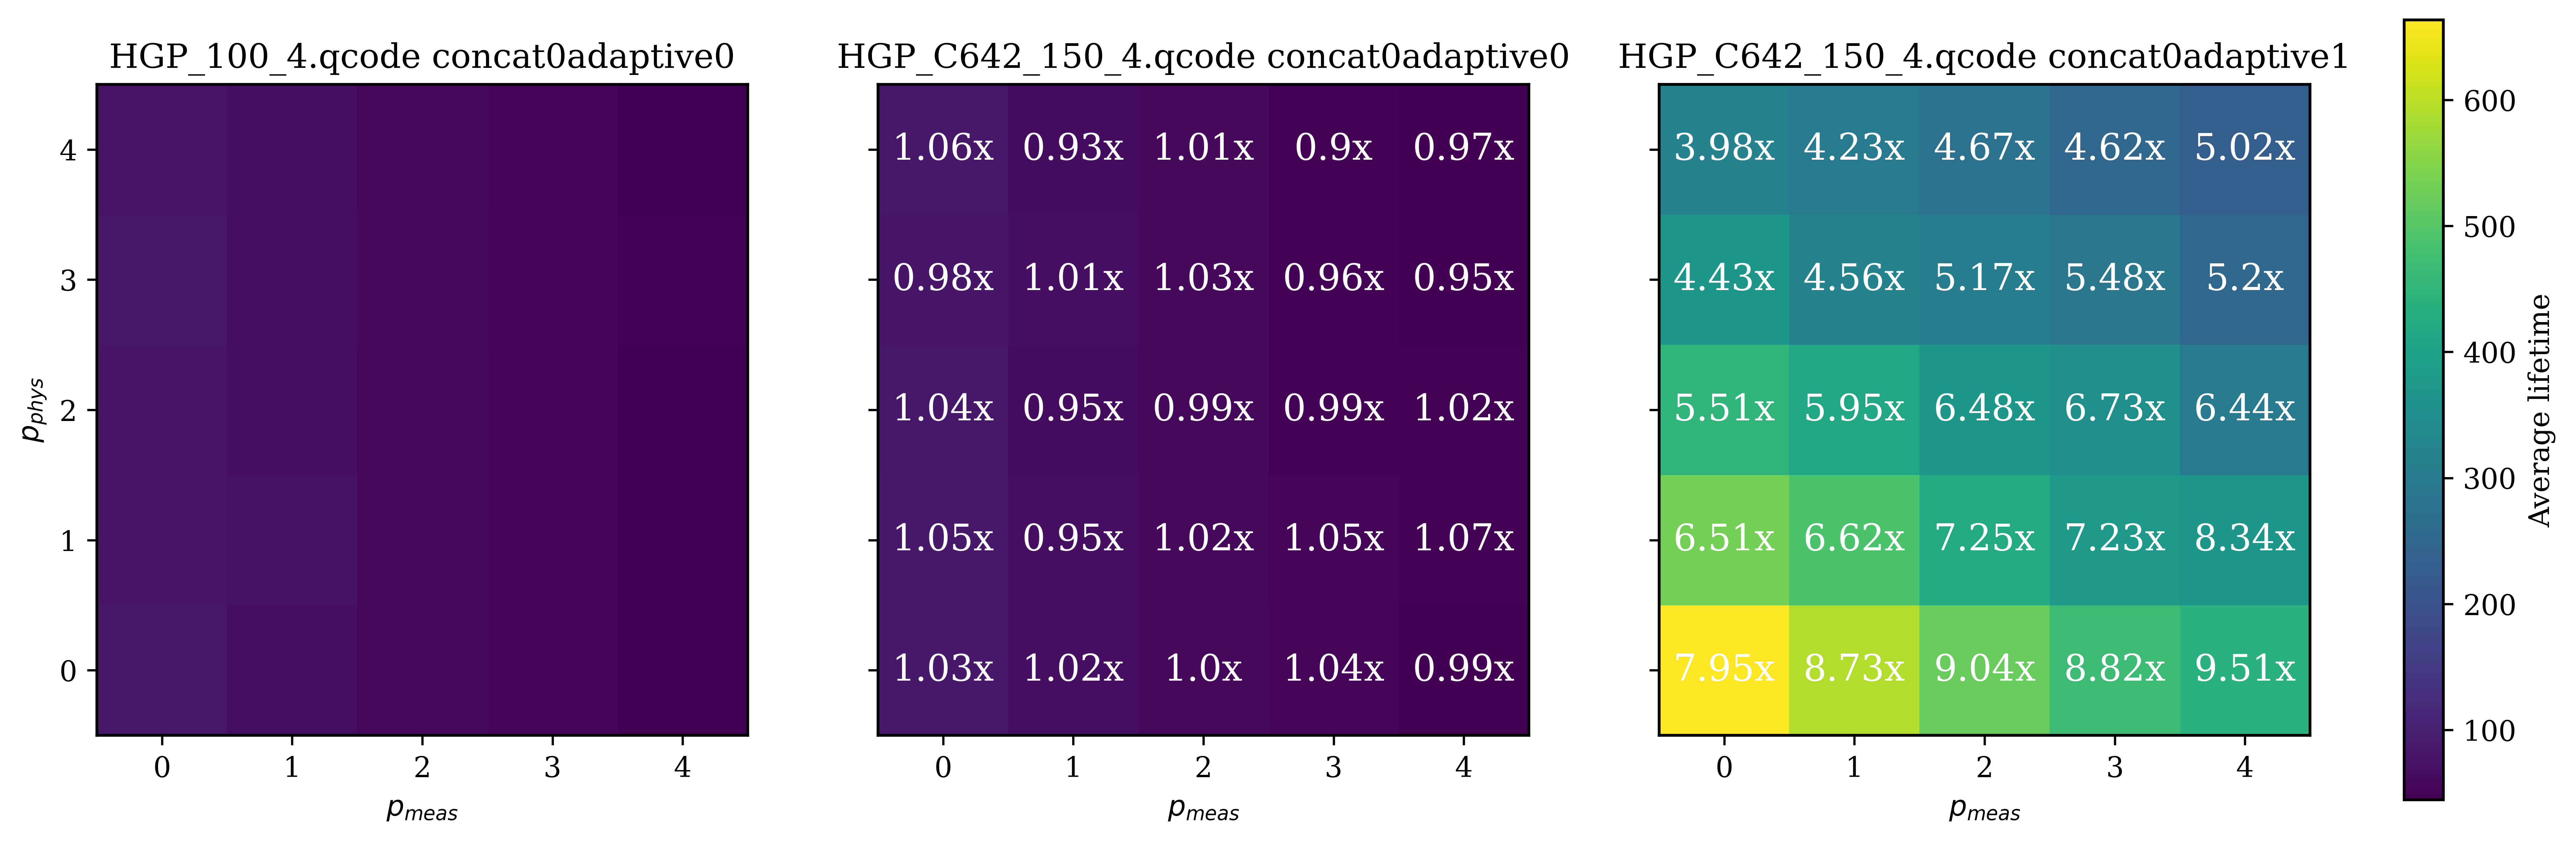 HGP_100_4.qcode concat0adaptive0
p_phys
4
3
2
1
0
0 1 2 3 4
p_meas
HGP_C642_150_4.qcode concat0adaptive0
1.06x 0.93x 1.01x 0.9x 0.97x
0.98x 1.01x 1.03x 0.96x 0.95x
1.04x 0.95x 0.99x 0.99x 1.02x
1.05x 0.95x 1.02x 1.05x 1.07x
1.03x 1.02x 1.0x 1.04x 0.99x
0 1 2 3 4
p_meas
HGP_C642_150_4.qcode concat0adaptive1
3.98x 4.23x 4.67x 4.62x 5.02x
4.43x 4.56x 5.17x 5.48x 5.2x
5.51x 5.95x 6.48x 6.73x 6.44x
6.51x 6.62x 7.25x 7.23x 8.34x
7.95x 8.73x 9.04x 8.82x 9.51x
0 1 2 3 4
p_meas
600
500
400
300
200
100
Average lifetime